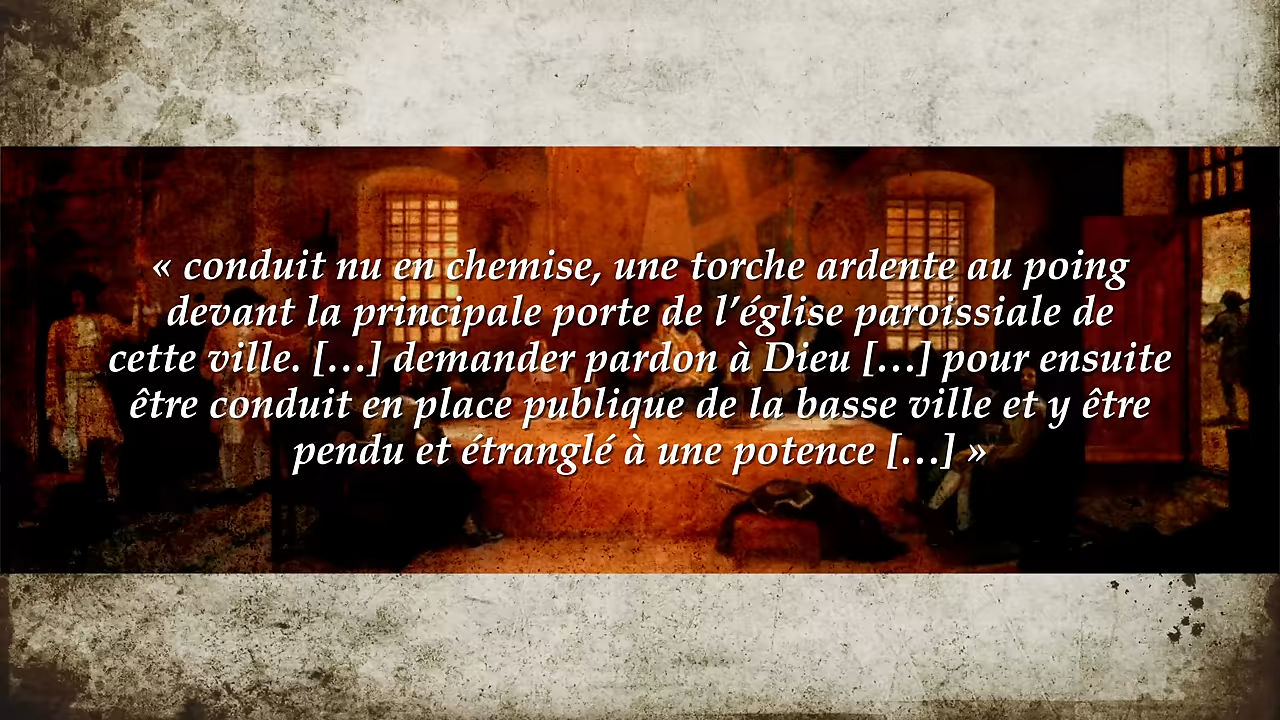 « conduit nu en chemise, une torche ardente au poing
devant la principale porte de l’église paroissiale de
cette ville. […] demander pardon à Dieu […] pour ensuite
être conduit en place publique de la basse ville et y être
pendu et étranglé à une potence […] »